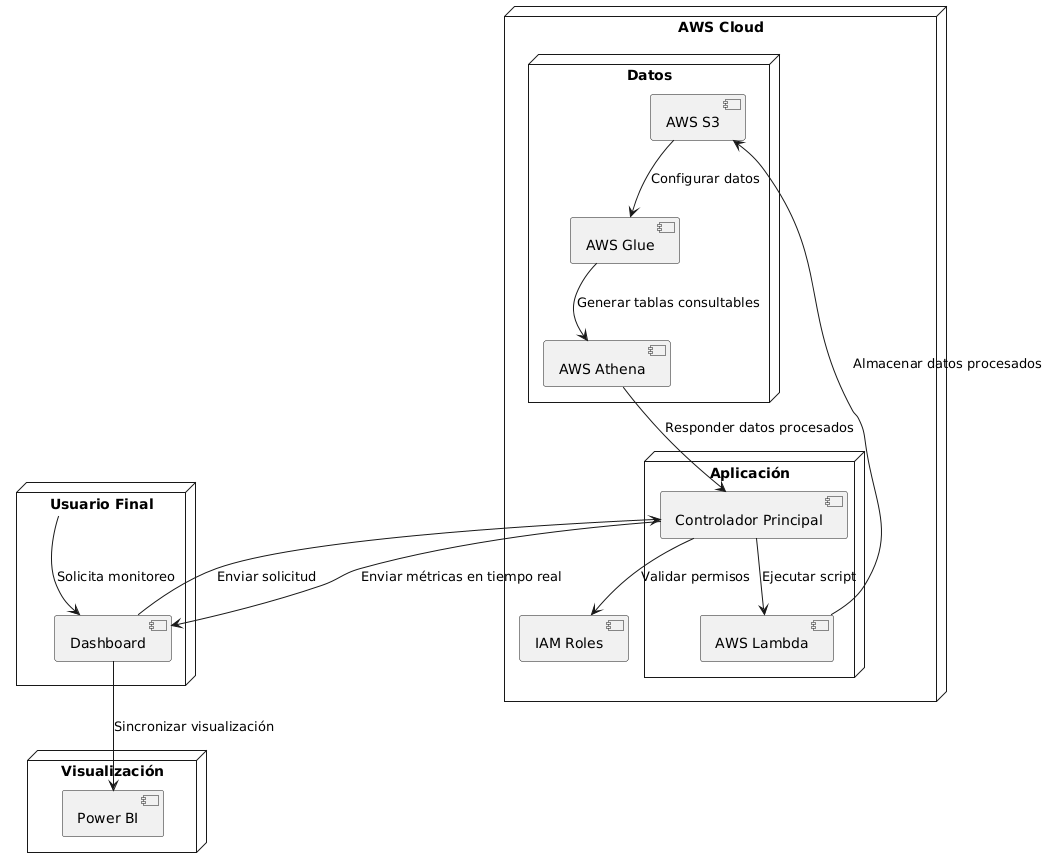 AWS Cloud
Datos
AWS S3
Configurar datos
AWS Glue
Generar tablas consultables
Almacenar datos procesados
AWS Athena
Responder datos procesados
Aplicación
Controlador Principal
Usuario Final
Solicita monitoreo
Enviar solicitud
Enviar métricas en tiempo real
Validar permisos
Ejecutar script
Dashboard
IAM Roles
AWS Lambda
Sincronizar visualización
Visualización
Power BI